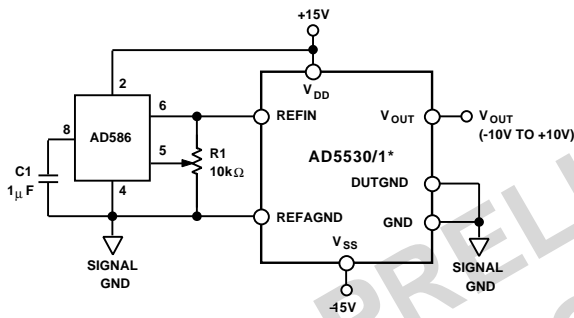 +15V
2
VDD
8
AD586
6
REFIN
VOUT
VOUT
(-10V TO +10V)
C1
1μF
5
R1
10kΩ
AD5530/1*
DUTGND
4
REFAGND
GND
VSS
SIGNAL
GND
SIGNAL
GND
-15V